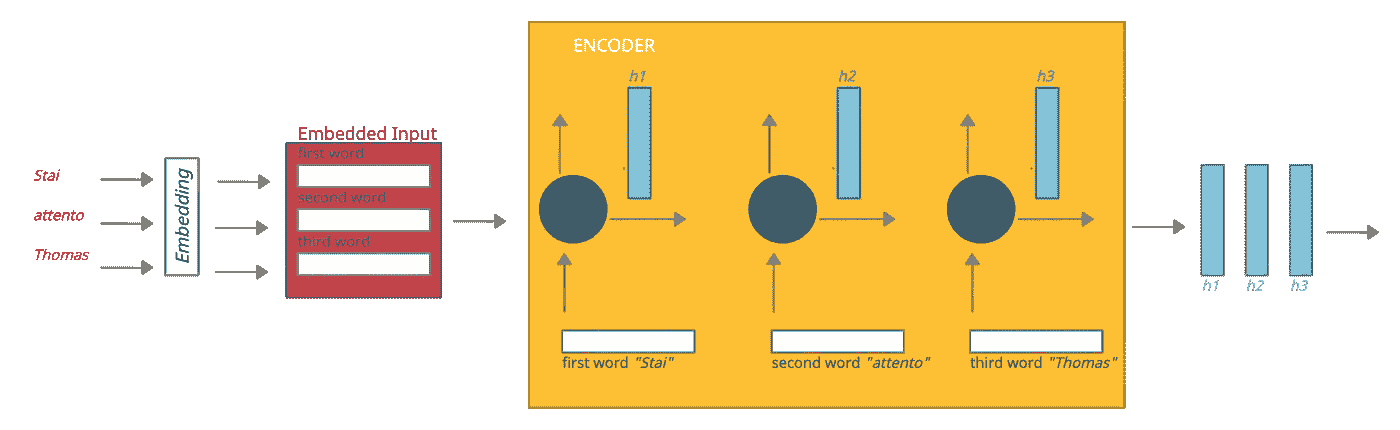 Stai
attento
Thomas
Embedding
Embedded Input
first word
second word
third word
ENCODER
h1
h2
h3
first word "Stai"
second word "attento"
third word "Thomas"
h1
h2
h3